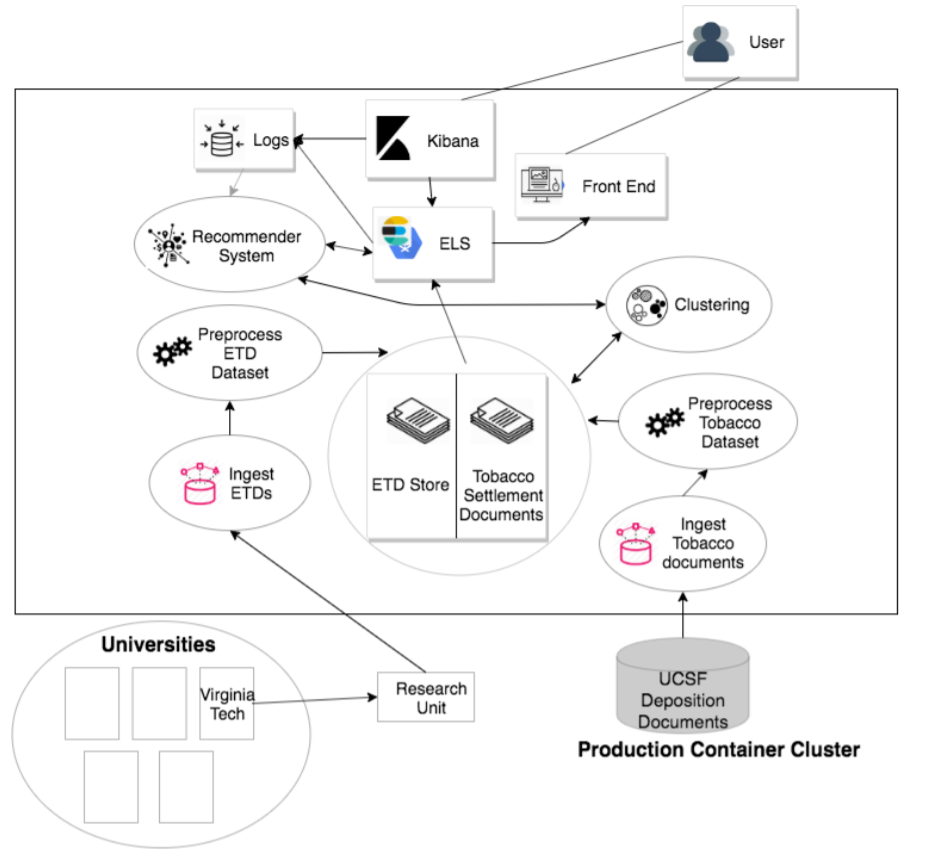 User
Logs
Kibana
Front End
Recommender
System
ELS
Clustering
Preprocess
ETD
Dataset
Preprocess
Tobacco
Dataset
Ingest
ETDs
ETD Store
Tobacco
Settlement
Documents
Ingest
Tobacco
documents
Universities
Virginia
Tech
Research
Unit
UCSF
Deposition
Documents
Production Container Cluster